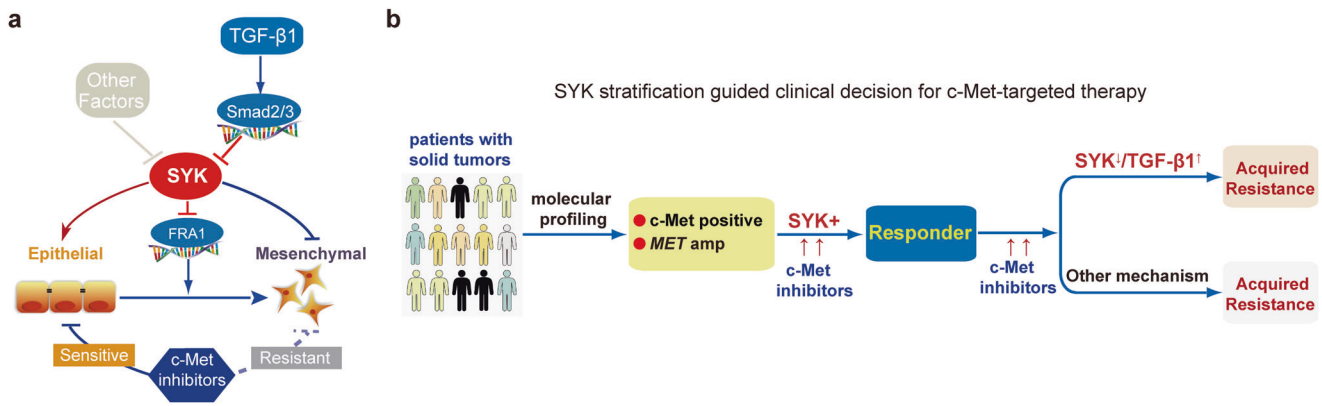 a
TGF-β1
Other
Factors
Smad2/3
SYK
FRA1
Epithelial
Mesenchymal
Sensitive
c-Met
inhibitors
Resistant
b
SYK stratification guided clinical decision for c-Met-targeted therapy
patients with
solid tumors
molecular
profiling
c-Met positive
MET amp
SYK+
↑ ↑
c-Met
inhibitors
Responder
↑ ↑
c-Met
inhibitors
SYK↓/TGF-β1↑
Acquired
Resistance
Other mechanism
Acquired
Resistance